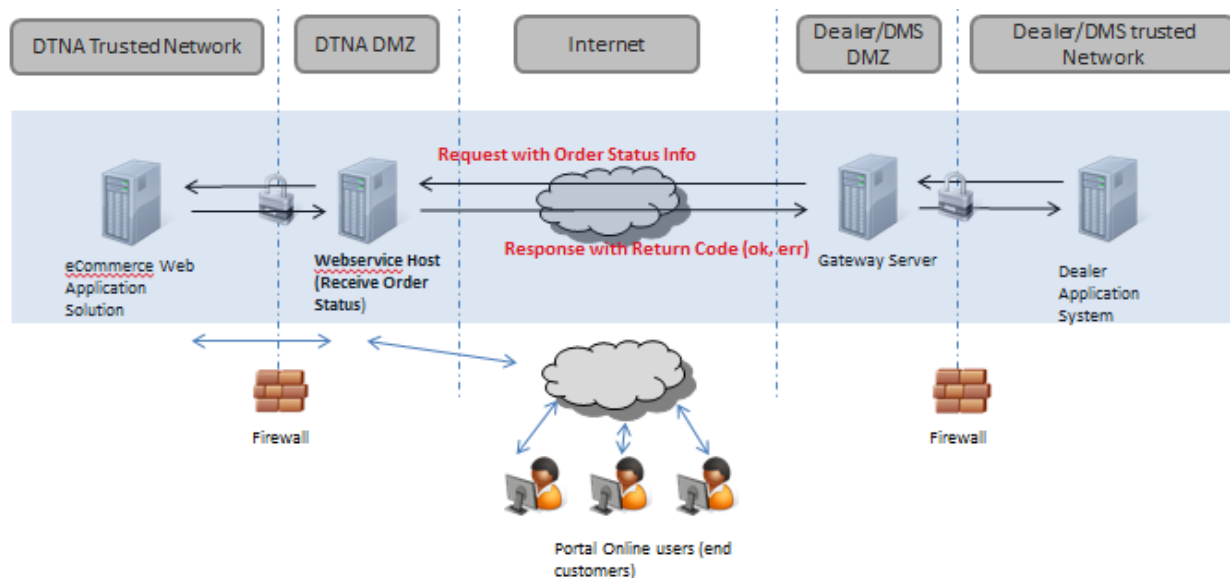 DTNA Trusted Network
DTNA DMZ
Internet
Dealer/DMS
DMZ
Dealer/DMS trusted
Network
Request with Order Status Info
Response with Return Code (ok, err)
eCommerce Web
Application
Solution
Webservice Host
(Receive Order
Status)
Gateway Server
Dealer
Application
System
Firewall
Firewall
Portal Online users (end
customers)